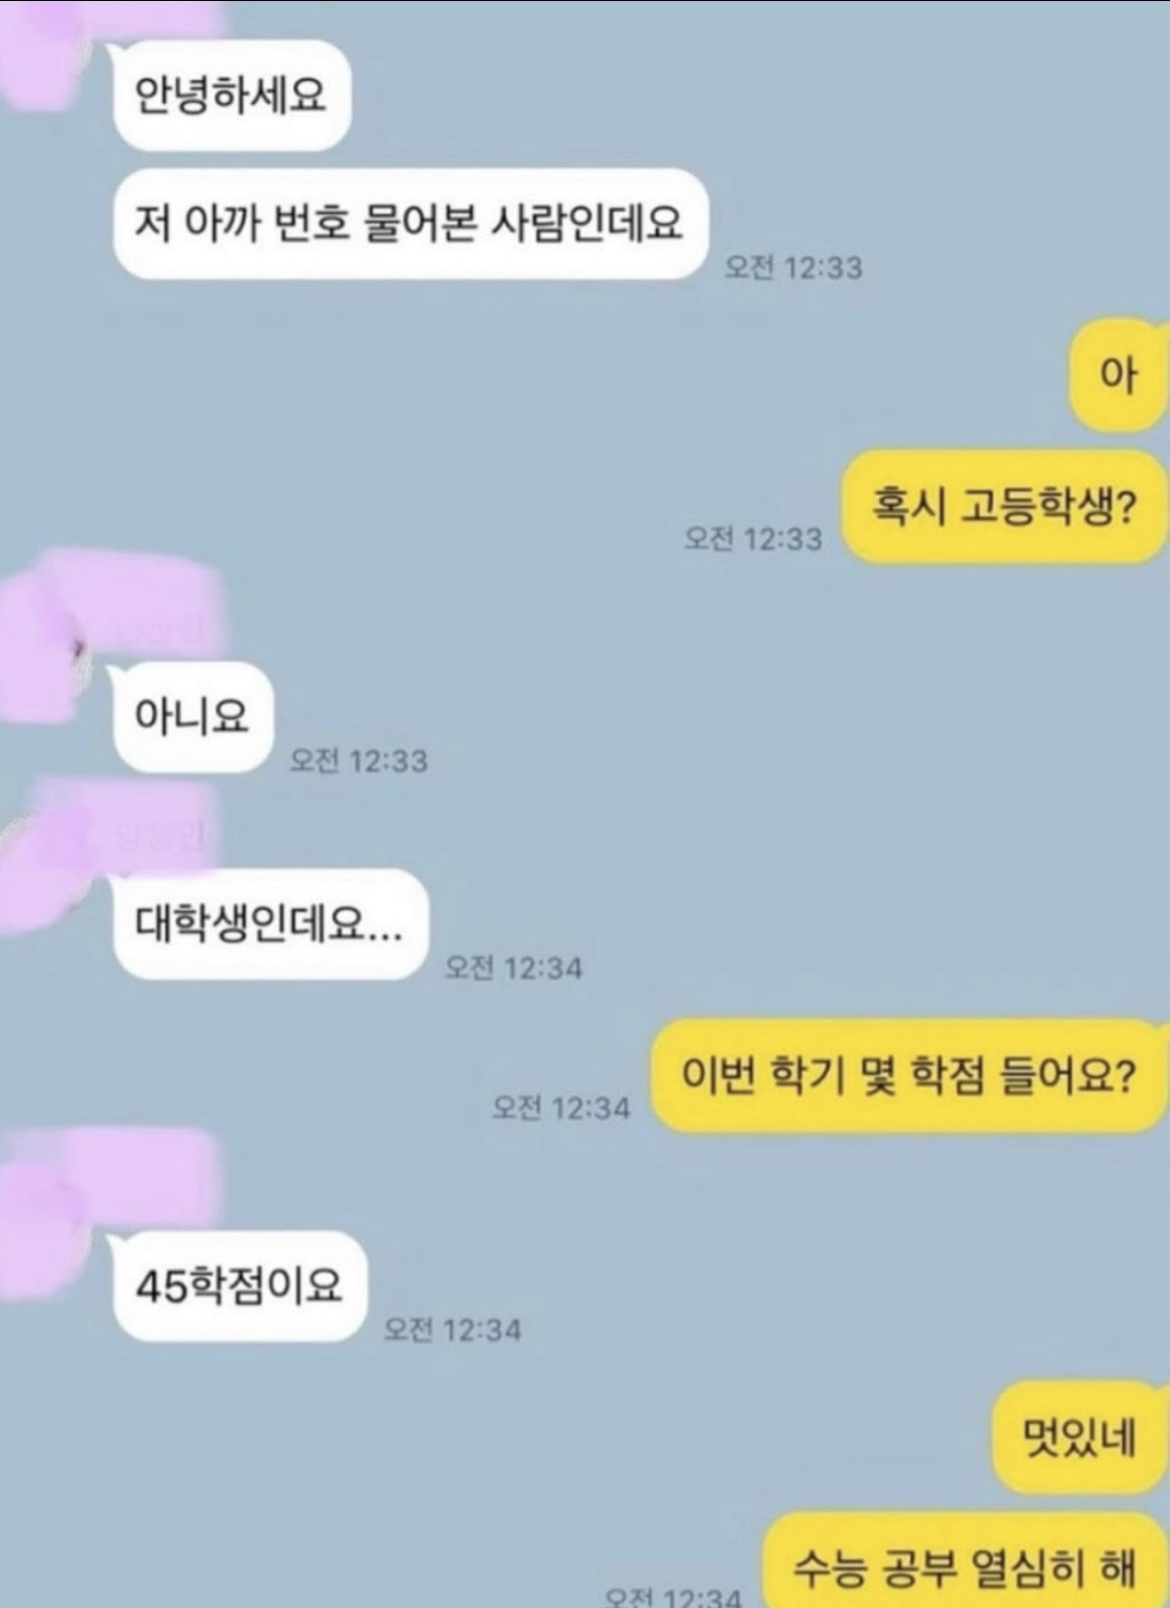 안녕하세요
저 아까 번호 물어본 사람인데요
오전 12:33
아
혹시 고등학생?
오전 12:33
아니요
오전 12:33
대학생인데요...
오전 12:34
이번 학기 몇 학점 들어요?
오전 12:34
45학점이요
오전 12:34
멋있네
수능 공부 열심히 해
오전 12:34